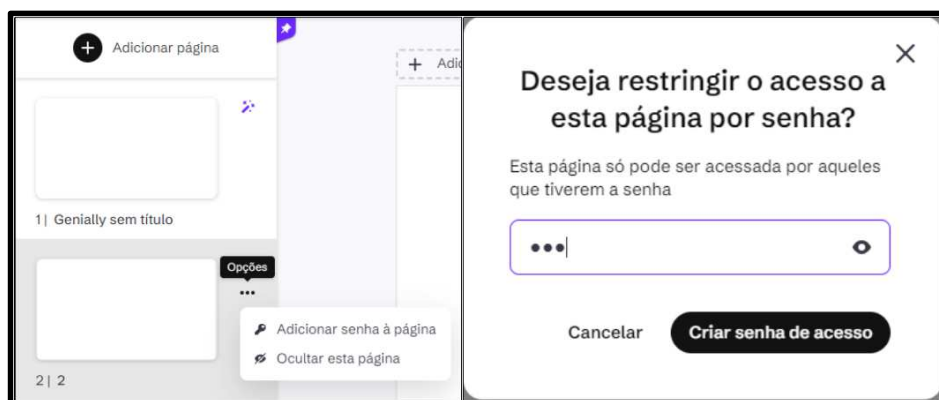 Adicionar página
+ Adic
1| Genially sem título
Opções
Adicionar senha à página
Ocultar esta página
2| 2
Deseja restringir o acesso a
esta página por senha?
Esta página só pode ser acessada por aqueles
que tiverem a senha
•••
Cancelar
Criar senha de acesso